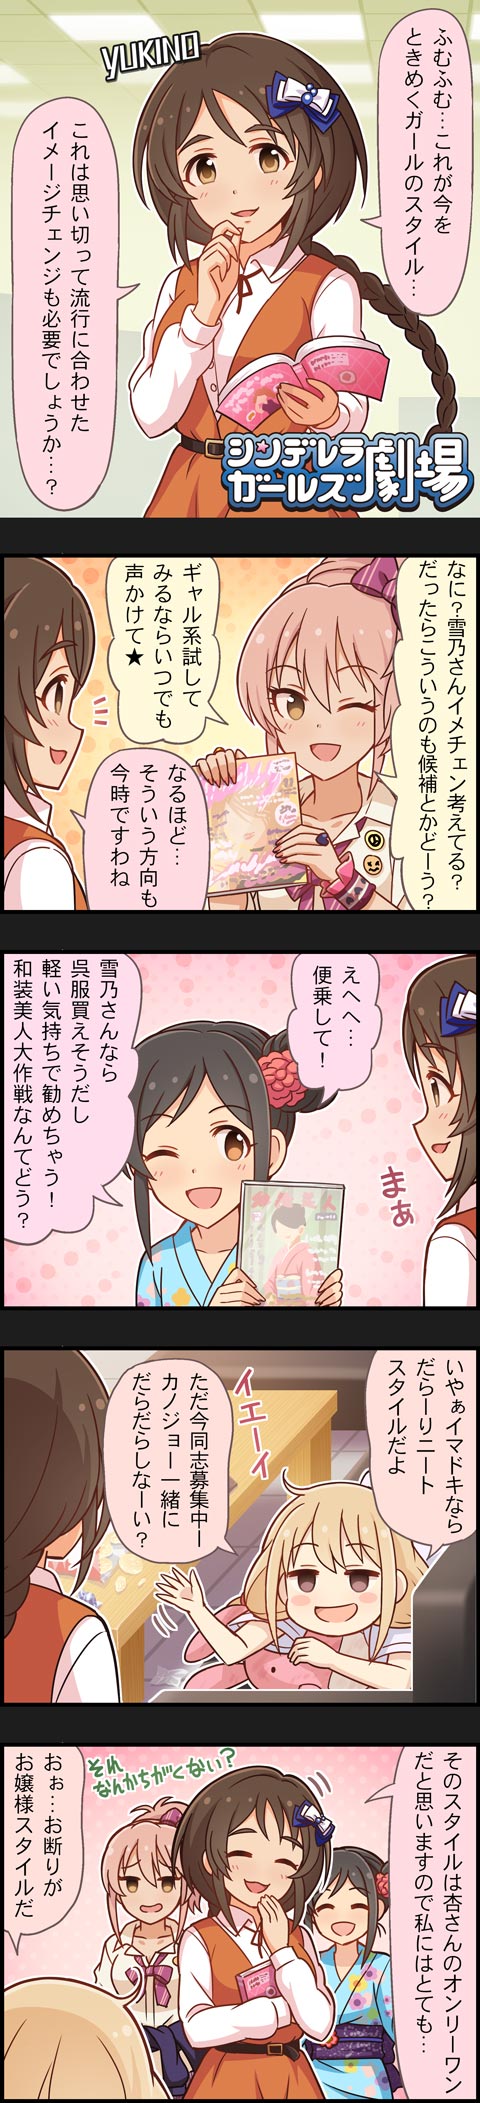 YUKINO
ふむふむ…これが今を
ときめくガールのスタイル…
これは思い切って流行に合わせた
イメージチェンジも必要でしょうか…?
シンデレラ
ガールズ劇場
なに?雪乃さんイメチェン考えてる?
だったらこういうのも候補とかどーう?
ギャル系試して
みるならいつでも
声かけて★
なるほど…
そういう方向も
今時ですわね
えへへ…
便乗して!
雪乃さんなら
呉服買えそうだし
軽い気持ちで勧めちゃう!
和装美人大作戦なんてどう?
まぁ
いやぁイマドキなら
だらーりニート
スタイルだよ
イエーイ
ただ今同志募集中ー
カノジョー一緒に
だらだらしなーい?
そのスタイルは杏さんのオンリーワン
だと思いますので私にはとても…
それ
なんかちがくない?
おぉ…お断りが
お嬢様スタイルだ